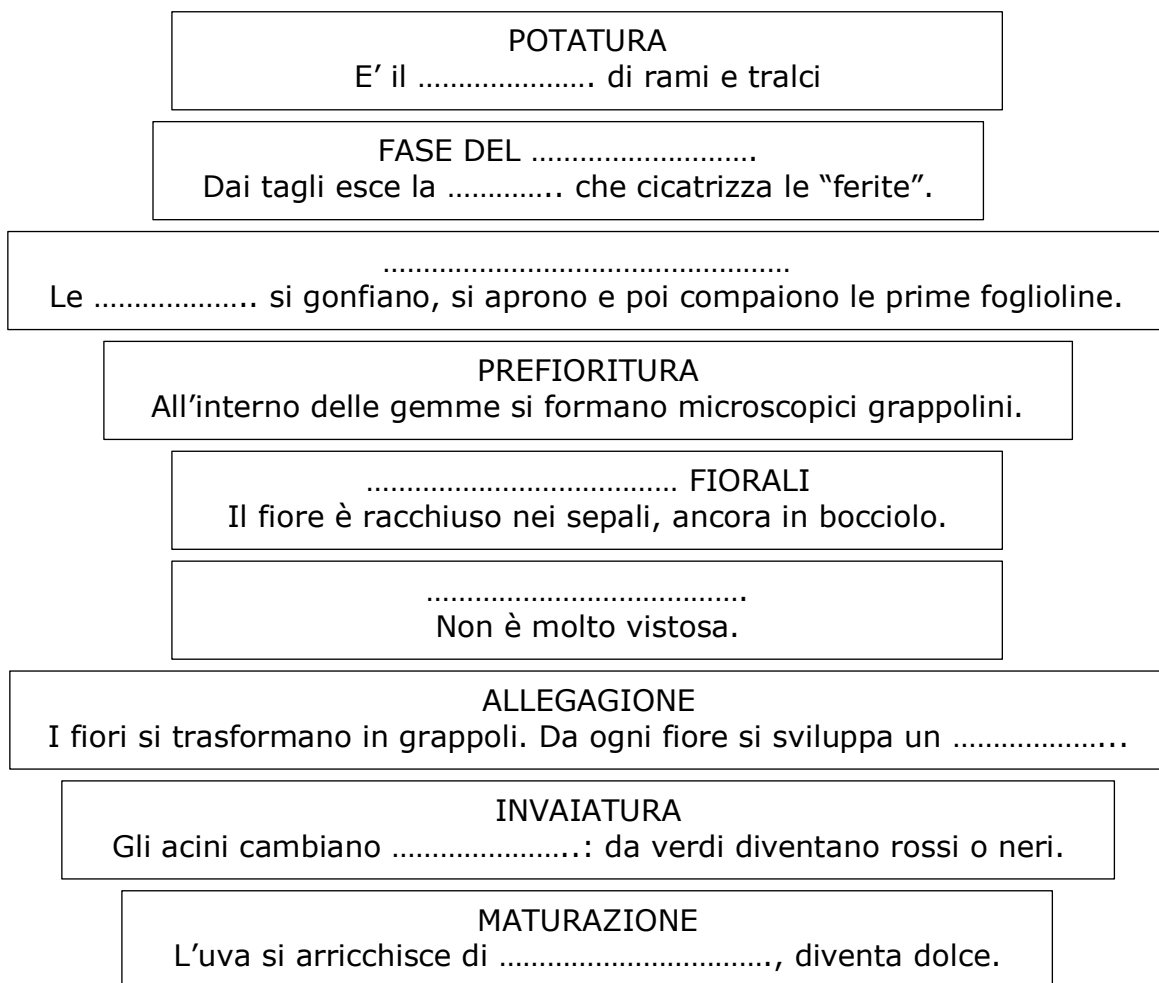 POTATURA
E’ il …………………. di rami e tralci
FASE DEL ……………………….
Dai tagli esce la ………….. che cicatrizza le “ferite”.
……………………………………………
Le ……………….. si gonfiano, si aprono e poi compaiono le prime foglioline.
PREFIORITURA
All’interno delle gemme si formano microscopici grappolini.
………………………………… FIORALI
Il fiore è racchiuso nei sepali, ancora in bocciolo.
………………………………….
Non è molto vistosa.
ALLEGAGIONE
I fiori si trasformano in grappoli. Da ogni fiore si sviluppa un ………………...
INVAIATURA
Gli acini cambiano …………………..: da verdi diventano rossi o neri.
MATURAZIONE
L’uva si arricchisce di ……………………………., diventa dolce.